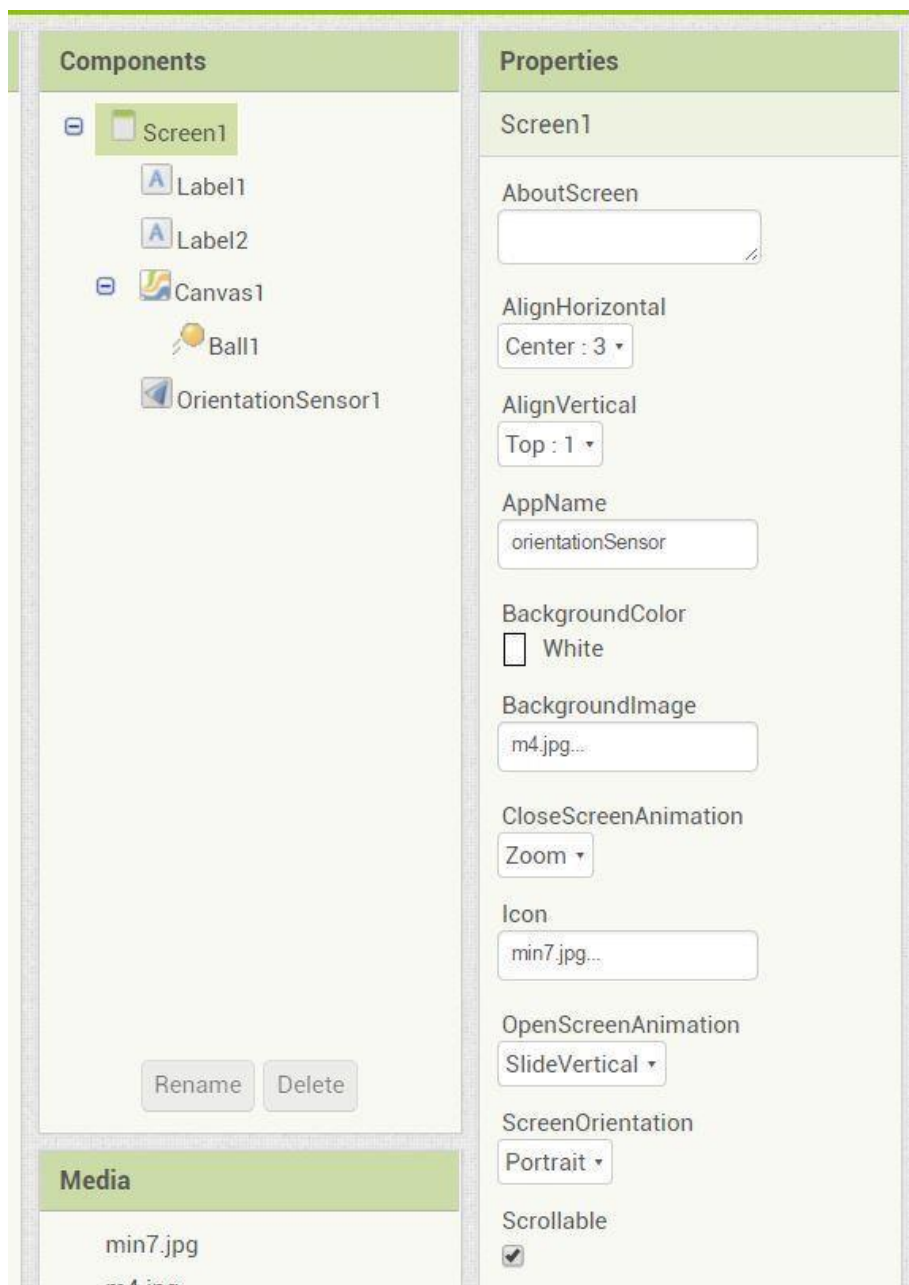 Components
Screen1
Label1
Label2
Canvas1
Ball1
OrientationSensor1
Rename Delete
Media
min7.jpg
m4.jpg
Properties
Screen1
AboutScreen
AlignHorizontal
Center : 3
AlignVertical
Top : 1
AppName
orientationSensor
BackgroundColor
White
BackgroundImage
m4.jpg...
CloseScreenAnimation
Zoom
Icon
min7.jpg...
OpenScreenAnimation
SlideVertical
ScreenOrientation
Portrait
Scrollable